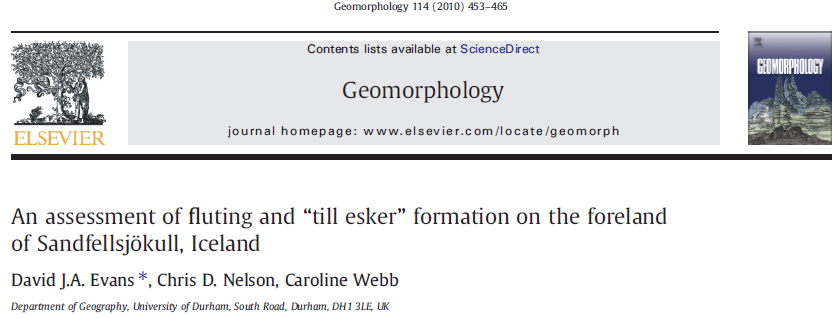 Geomorphology 114 (2010) 453–465
Contents lists available at ScienceDirect
Geomorphology
journal homepage: www.elsevier.com/locate/geomorph
ELSEVIER
GEOMORPHOLOGY
An assessment of fluting and “till esker” formation on the foreland
of Sandfellsjökull, Iceland
David J.A. Evans *, Chris D. Nelson, Caroline Webb
Department of Geography, University of Durham, South Road, Durham, DH1 3LE, UK